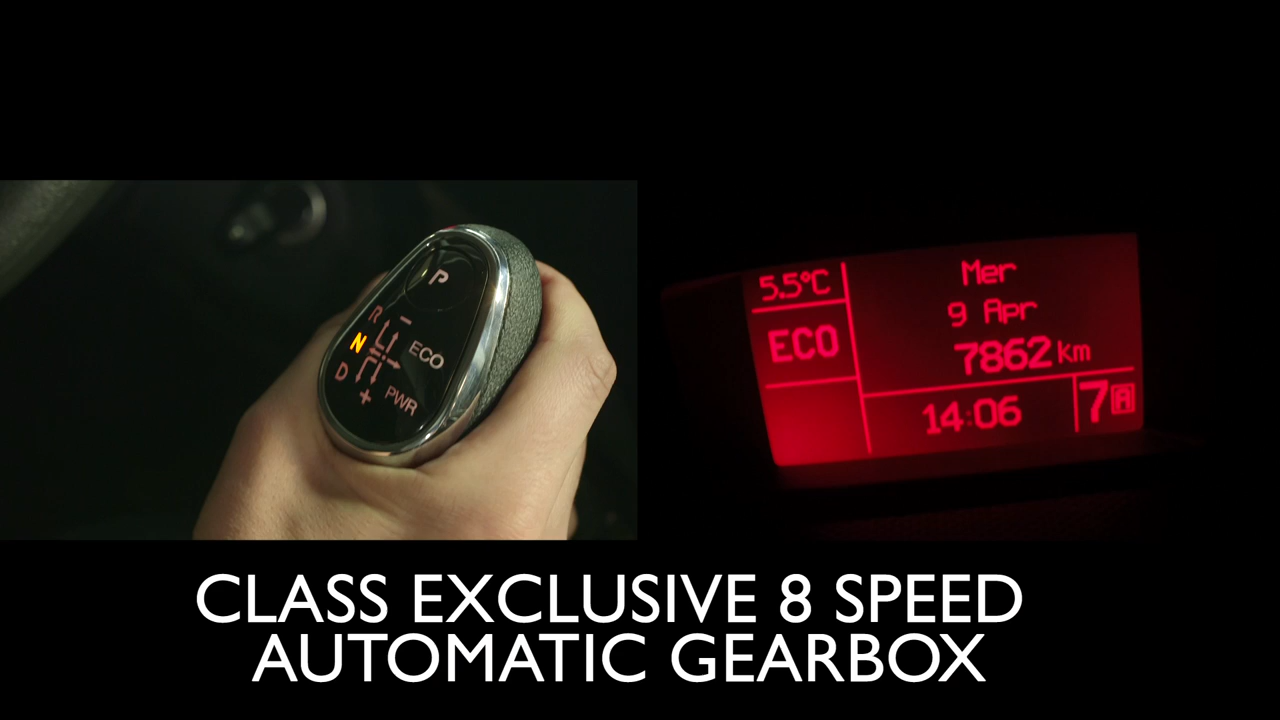 P
R −
N ECO
D PWR
+
5.5°C
ECO
Mer
9 Apr
7862 km
14:06
7 A
CLASS EXCLUSIVE 8 SPEED
AUTOMATIC GEARBOX